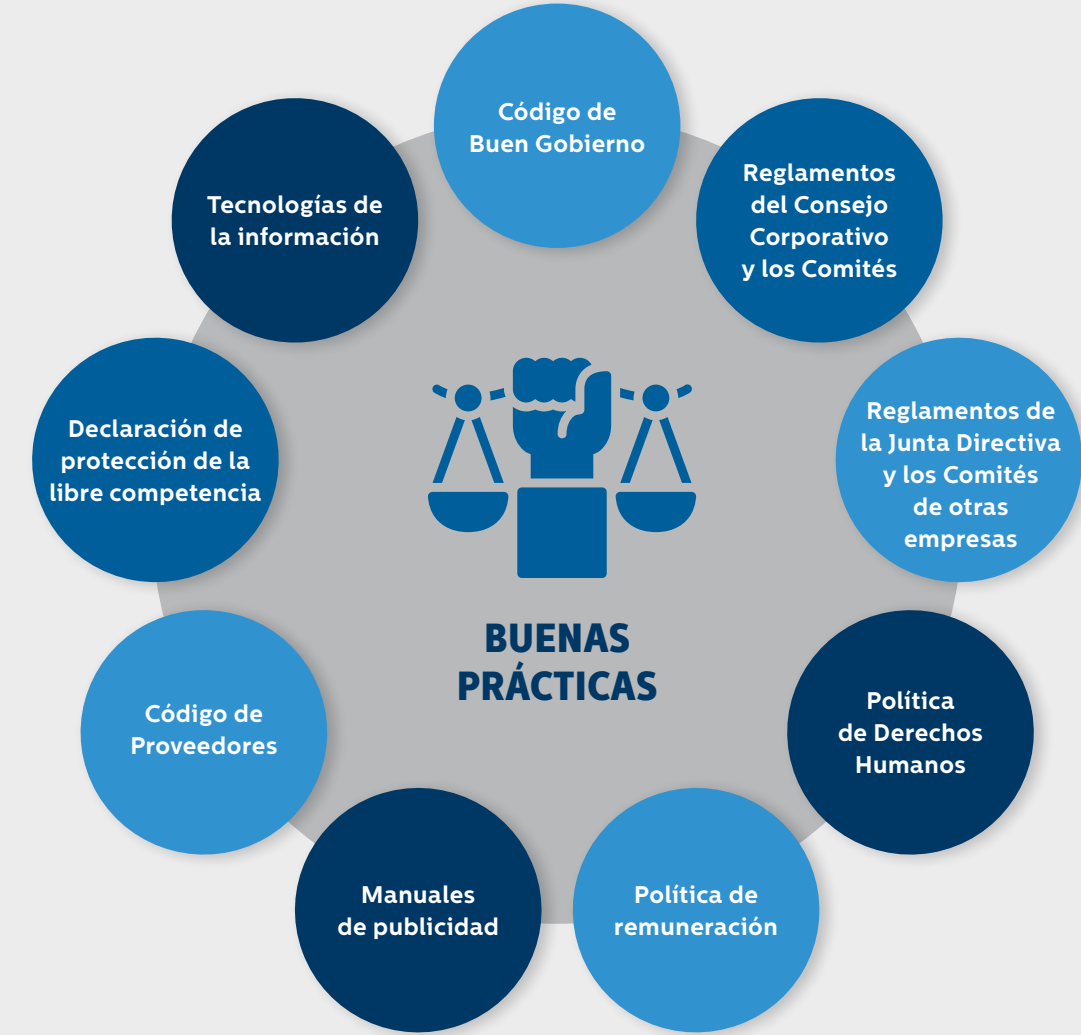 Código de
Buen Gobierno
Reglamentos
del Consejo
Corporativo
y los Comités
Reglamentos de
la Junta Directiva
y los Comités
de otras
empresas
Política
de Derechos
Humanos
Política de
remuneración
Manuales
de publicidad
Código de
Proveedores
Declaración de
protección de la
libre competencia
Tecnologías de
la información
BUENAS
PRÁCTICAS